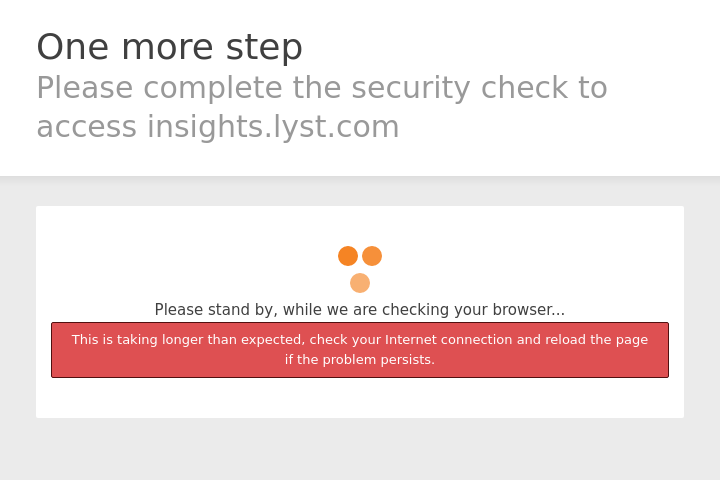 One more step
Please complete the security check to
access insights.lyst.com
Please stand by, while we are checking your browser...
This is taking longer than expected, check your Internet connection and reload the page
if the problem persists.